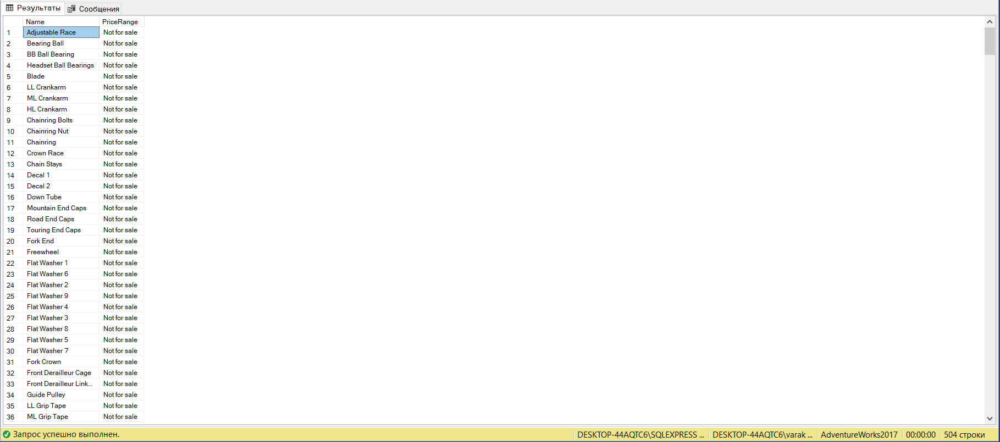 Результаты Сообщения
Name PriceRange
1 Adjustable Race Not for sale
2 Bearing Ball Not for sale
3 BB Ball Bearing Not for sale
4 Headset Ball Bearings Not for sale
5 Blade Not for sale
6 LL Crankarm Not for sale
7 ML Crankarm Not for sale
8 HL Crankarm Not for sale
9 Chainring Bolts Not for sale
10 Chainring Nut Not for sale
11 Chainring Not for sale
12 Crown Race Not for sale
13 Chain Stays Not for sale
14 Decal 1 Not for sale
15 Decal 2 Not for sale
16 Down Tube Not for sale
17 Mountain End Caps Not for sale
18 Road End Caps Not for sale
19 Touring End Caps Not for sale
20 Fork End Not for sale
21 Freewheel Not for sale
22 Flat Washer 1 Not for sale
23 Flat Washer 6 Not for sale
24 Flat Washer 2 Not for sale
25 Flat Washer 9 Not for sale
26 Flat Washer 4 Not for sale
27 Flat Washer 3 Not for sale
28 Flat Washer 8 Not for sale
29 Flat Washer 5 Not for sale
30 Flat Washer 7 Not for sale
31 Fork Crown Not for sale
32 Front Derailleur Cage Not for sale
33 Front Derailleur Link... Not for sale
34 Guide Pulley Not for sale
35 LL Grip Tape Not for sale
36 ML Grip Tape Not for sale
Запрос успешно выполнен. DESKTOP-44AQTC6\SQLEXPRESS ... DESKTOP-44AQTC6\varak ... AdventureWorks2017 00:00:00 504 строки